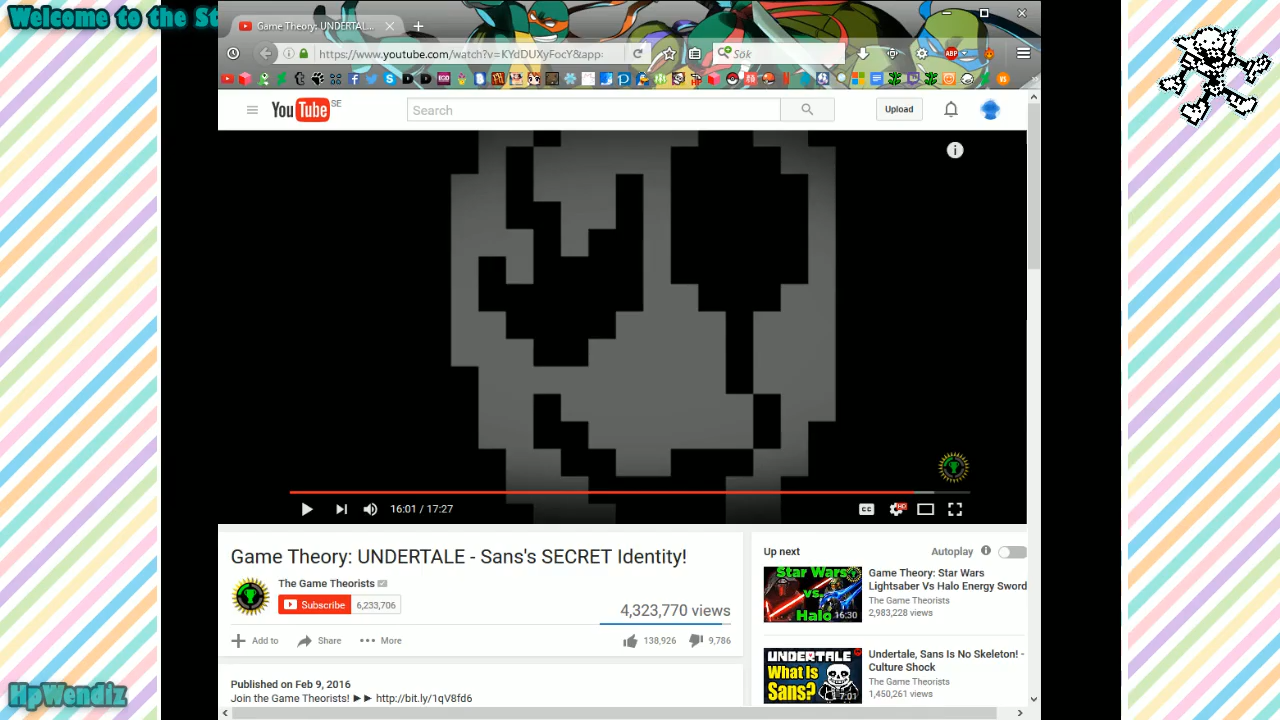 Welcome to the St
Game Theory: UNDERTAL...
https://www.youtube.com/watch?v=KYdDUXyFocY&app:
Sök
ABP
YouTube SE
Search
Upload
16:01 / 17:27
CC
HD
Game Theory: UNDERTALE - Sans's SECRET Identity!
The Game Theorists
Subscribe 6,233,706
4,323,770 views
Add to Share More
138,926 9,786
Published on Feb 9, 2016
Join the Game Theorists! ►► http://bit.ly/1qV8fd6
Up next
Autoplay
Star Wars
vs.
Halo
16:30
Game Theory: Star Wars
Lightsaber Vs Halo Energy Sword
The Game Theorists
2,983,228 views
UNDERTALE
What is
Sans?
17:01
Undertale, Sans Is No Skeleton! -
Culture Shock
The Game Theorists
1,450,261 views
HpWendiz